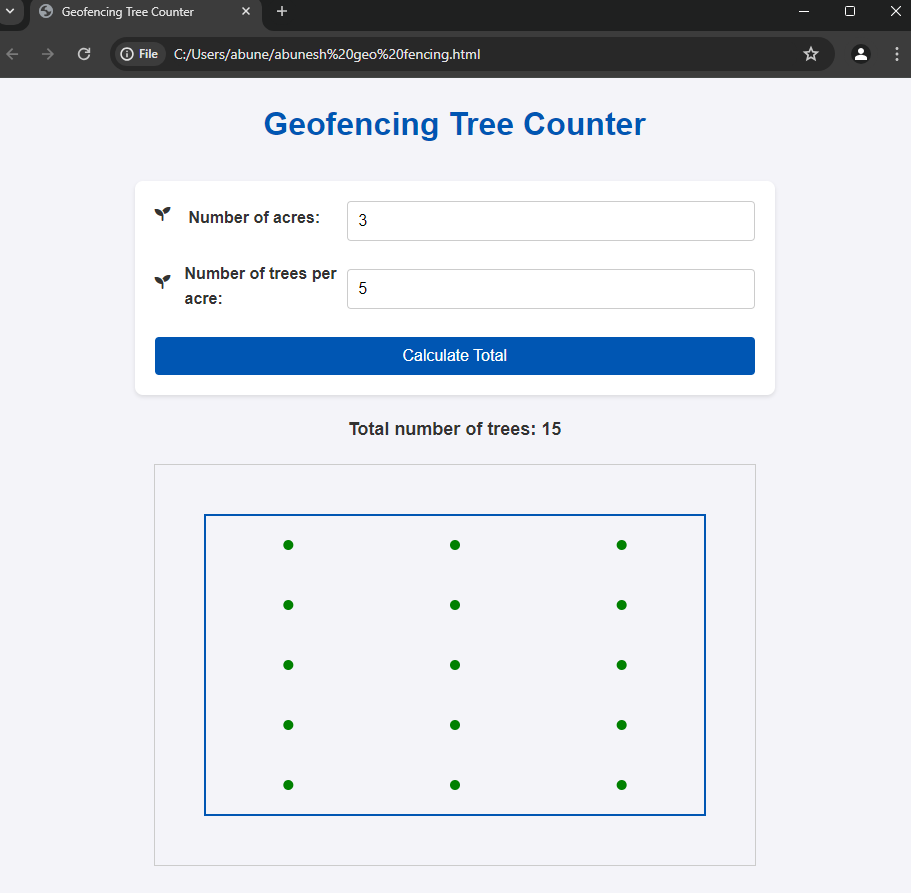 Geofencing Tree Counter
File C:/Users/abune/abunesh%20geo%20fencing.html
Geofencing Tree Counter
Number of acres: 3
Number of trees per
acre:
5
Calculate Total
Total number of trees: 15